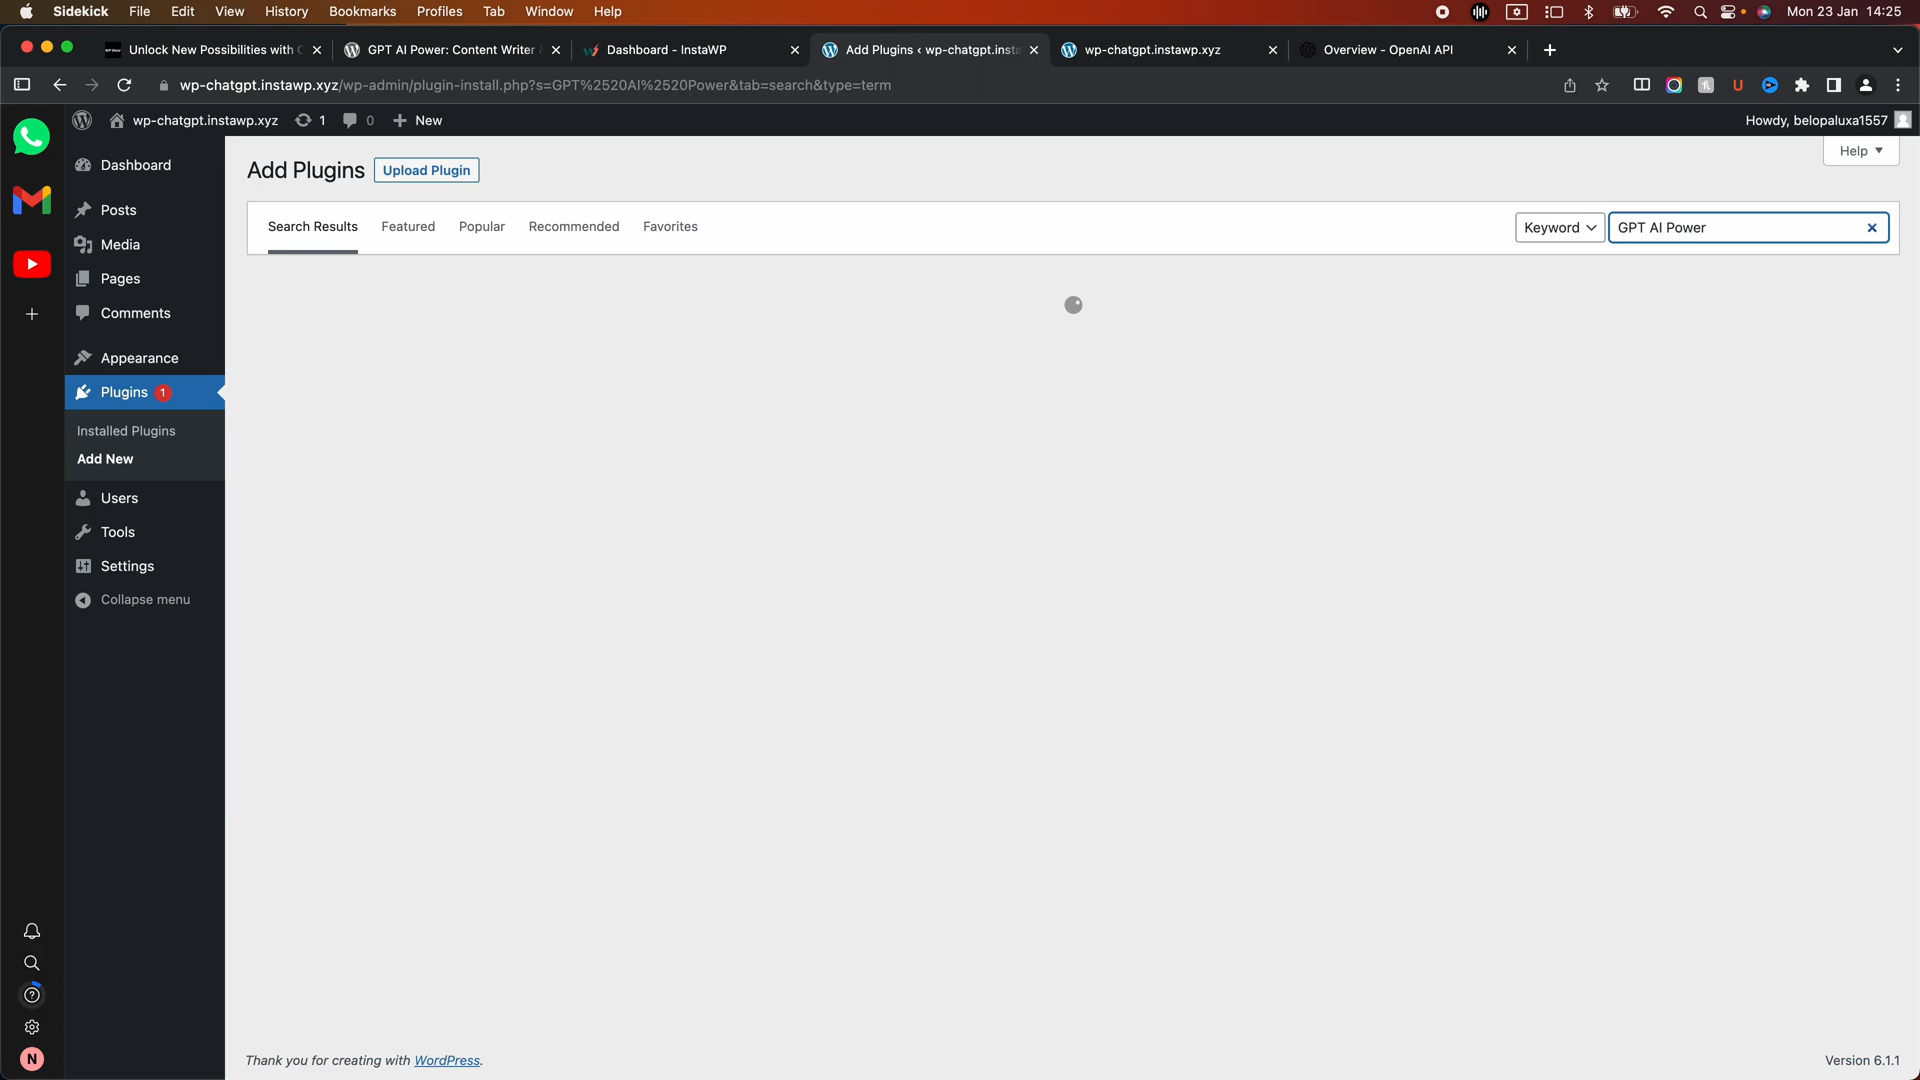 Sidekick File Edit View History Bookmarks Profiles Tab Window Help Mon 23 Jan 14:25
Unlock New Possibilities with GPT AI Power: Content Writer Dashboard - InstaWP Add Plugins ‹ wp-chatgpt.insta wp-chatgpt.instawp.xyz Overview - OpenAI API
wp-chatgpt.instawp.xyz/wp-admin/plugin-install.php?s=GPT%2520AI%2520Power&tab=search&type=term
wp-chatgpt.instawp.xyz 1 0 New Howdy, belopaluxa1557
Help
Dashboard
Add Plugins Upload Plugin
Posts
Search Results Featured Popular Recommended Favorites Keyword GPT AI Power
Media
Pages
Comments
Appearance
Plugins 1
Installed Plugins
Add New
Users
Tools
Settings
Collapse menu
N
Thank you for creating with WordPress. Version 6.1.1